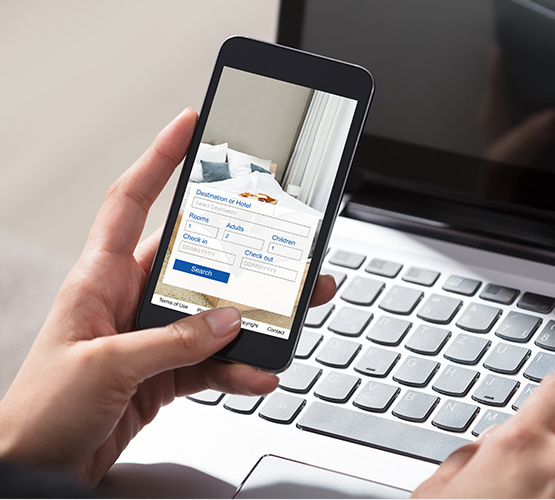 Destination or Hotel
Select Destination
Rooms Adults Children
1 2 1
Check in Check out
DD/MM/YYYY DD/MM/YYYY
Search
Terms of Use Copyright Contact